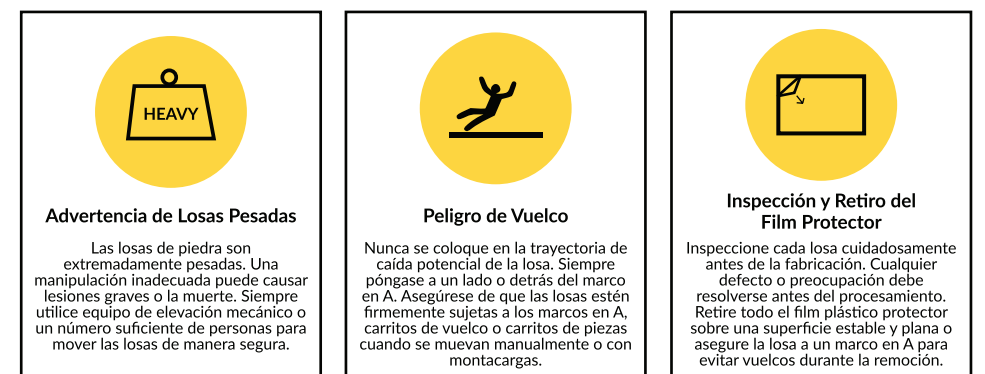 HEAVY
Advertencia de Losas Pesadas
Las losas de piedra son
extremadamente pesadas. Una
manipulación inadecuada puede causar
lesiones graves o la muerte. Siempre
utilice equipo de elevación mecánico o
un número suficiente de personas para
mover las losas de manera segura.
Peligro de Vuelco
Nunca se coloque en la trayectoria de
caída potencial de la losa. Siempre
póngase a un lado o detrás del marco
en A. Asegúrese de que las losas estén
firmemente sujetas a los marcos en A,
carritos de vuelco o carritos de piezas
cuando se muevan manualmente o con
montacargas.
Inspección y Retiro del
Film Protector
Inspeccione cada losa cuidadosamente
antes de la fabricación. Cualquier
defecto o preocupación debe
resolverse antes del procesamiento.
Retire todo el film plástico protector
sobre una superficie estable y plana o
asegure la losa a un marco en A para
evitar vuelcos durante la remoción.